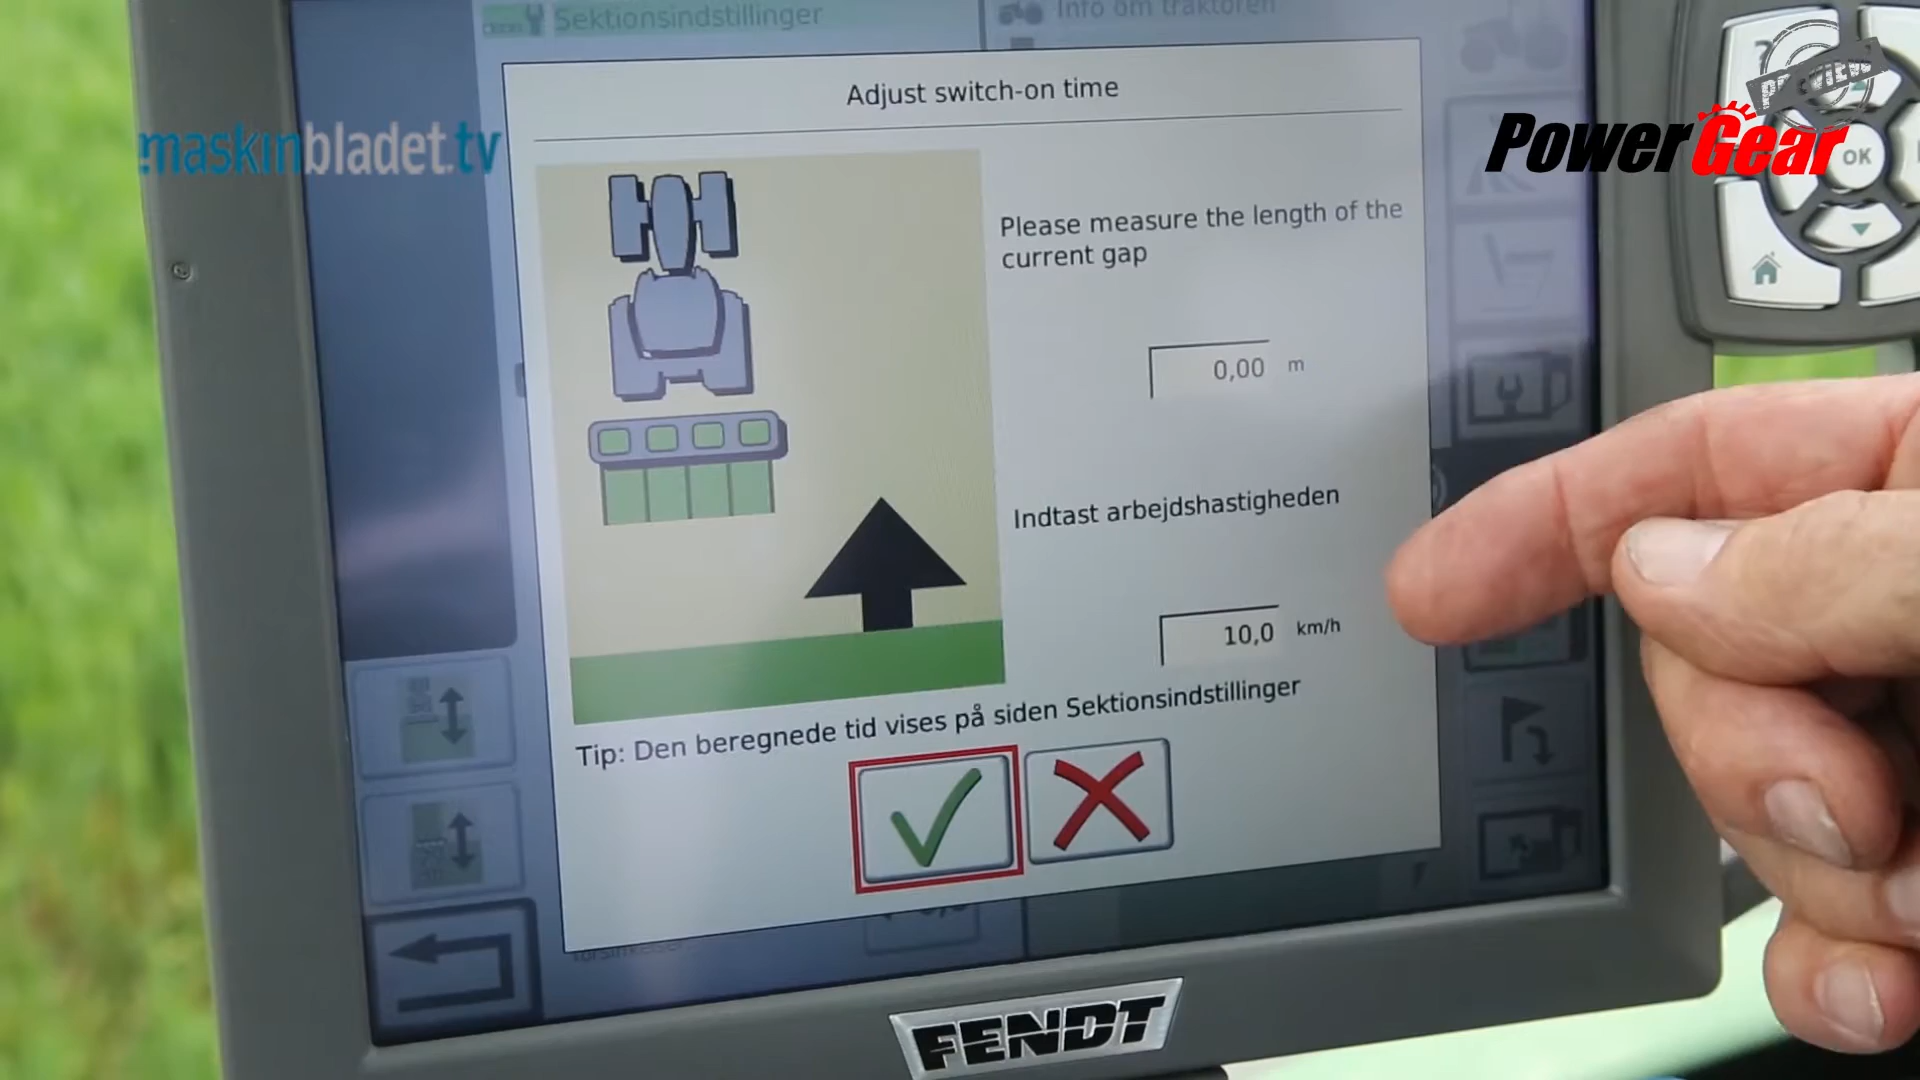 Sektionsindstillinger
Info om traktoren
Adjust switch-on time
maskinbladet.tv
PREVIEW
PowerGear
OK
Please measure the length of the
current gap
0,00 m
Indtast arbejdshastigheden
10,0 km/h
Tip: Den beregnede tid vises på siden Sektionsindstillinger
FENDT